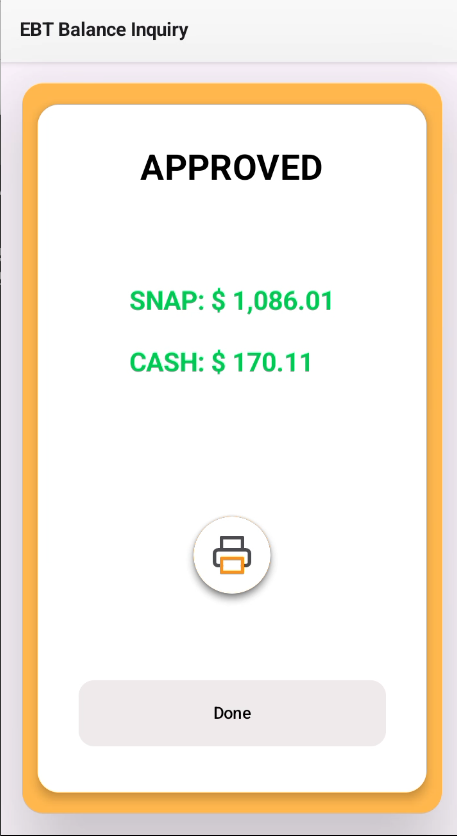 EBT Balance Inquiry
APPROVED
SNAP: $ 1,086.01
CASH: $ 170.11
Done